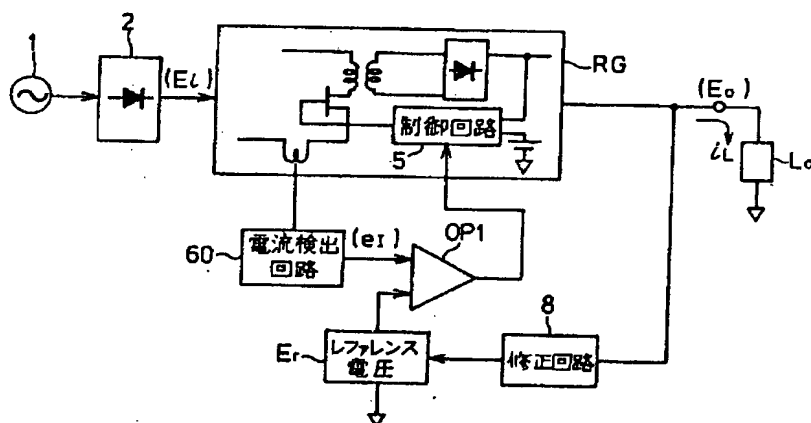 1
2
(Ei)
RG
制御回路
5
(Eo)
iL
Lo
60
電流検出
回路
(eI)
OP1
Er
レファレンス
電圧
8
修正回路